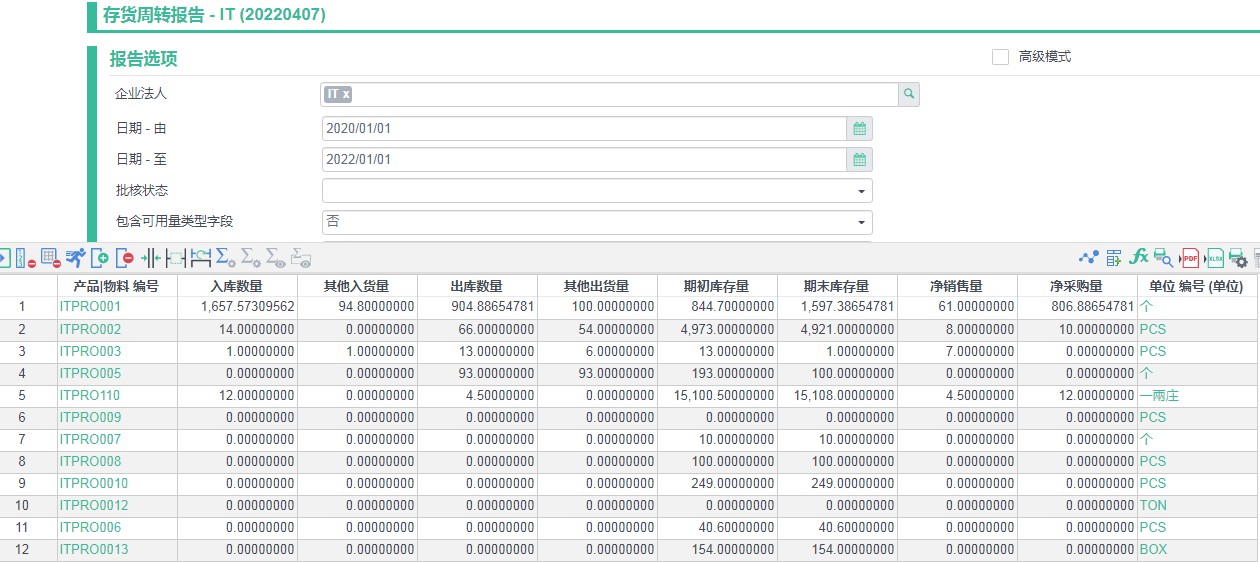 存货周转报告 - IT (20220407)
报告选项
高级模式
企业法人 IT x
日期 - 由 2020/01/01
日期 - 至 2022/01/01
批核状态
包含可用量类型字段 否
fx PDF XLSX
产品|物料 编号 入库数量 其他入货量 出库数量 其他出货量 期初库存量 期末库存量 净销售量 净采购量 单位 编号 (单位)
1 ITPRO001 1,657.57309562 94.80000000 904.88654781 100.00000000 844.70000000 1,597.38654781 61.00000000 806.88654781 个
2 ITPRO002 14.00000000 0.00000000 66.00000000 54.00000000 4,973.00000000 4,921.00000000 8.00000000 10.00000000 PCS
3 ITPRO003 1.00000000 1.00000000 13.00000000 6.00000000 13.00000000 1.00000000 7.00000000 0.00000000 PCS
4 ITPRO005 0.00000000 0.00000000 93.00000000 93.00000000 193.00000000 100.00000000 0.00000000 0.00000000 个
5 ITPRO110 12.00000000 0.00000000 4.50000000 0.00000000 15,100.50000000 15,108.00000000 4.50000000 12.00000000 一兩庄
6 ITPRO009 0.00000000 0.00000000 0.00000000 0.00000000 0.00000000 0.00000000 0.00000000 0.00000000 PCS
7 ITPRO007 0.00000000 0.00000000 0.00000000 0.00000000 10.00000000 10.00000000 0.00000000 0.00000000 个
8 ITPRO008 0.00000000 0.00000000 0.00000000 0.00000000 100.00000000 100.00000000 0.00000000 0.00000000 PCS
9 ITPRO0010 0.00000000 0.00000000 0.00000000 0.00000000 249.00000000 249.00000000 0.00000000 0.00000000 PCS
10 ITPRO0012 0.00000000 0.00000000 0.00000000 0.00000000 0.00000000 0.00000000 0.00000000 0.00000000 TON
11 ITPRO006 0.00000000 0.00000000 0.00000000 0.00000000 40.60000000 40.60000000 0.00000000 0.00000000 PCS
12 ITPRO0013 0.00000000 0.00000000 0.00000000 0.00000000 154.00000000 154.00000000 0.00000000 0.00000000 BOX